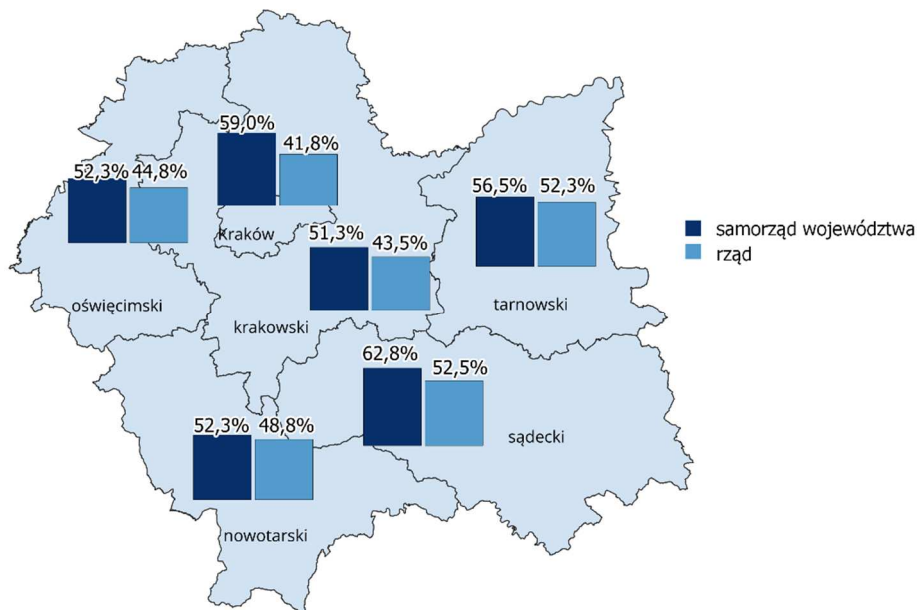 59,0%
41,8%
52,3% 44,8%
Kraków
56,5% 52,3%
51,3%
43,5%
oświęcimski
krakowski
tarnowski
62,8%
52,5%
sądecki
52,3% 48,8%
nowotarski
samorząd województwa
rząd